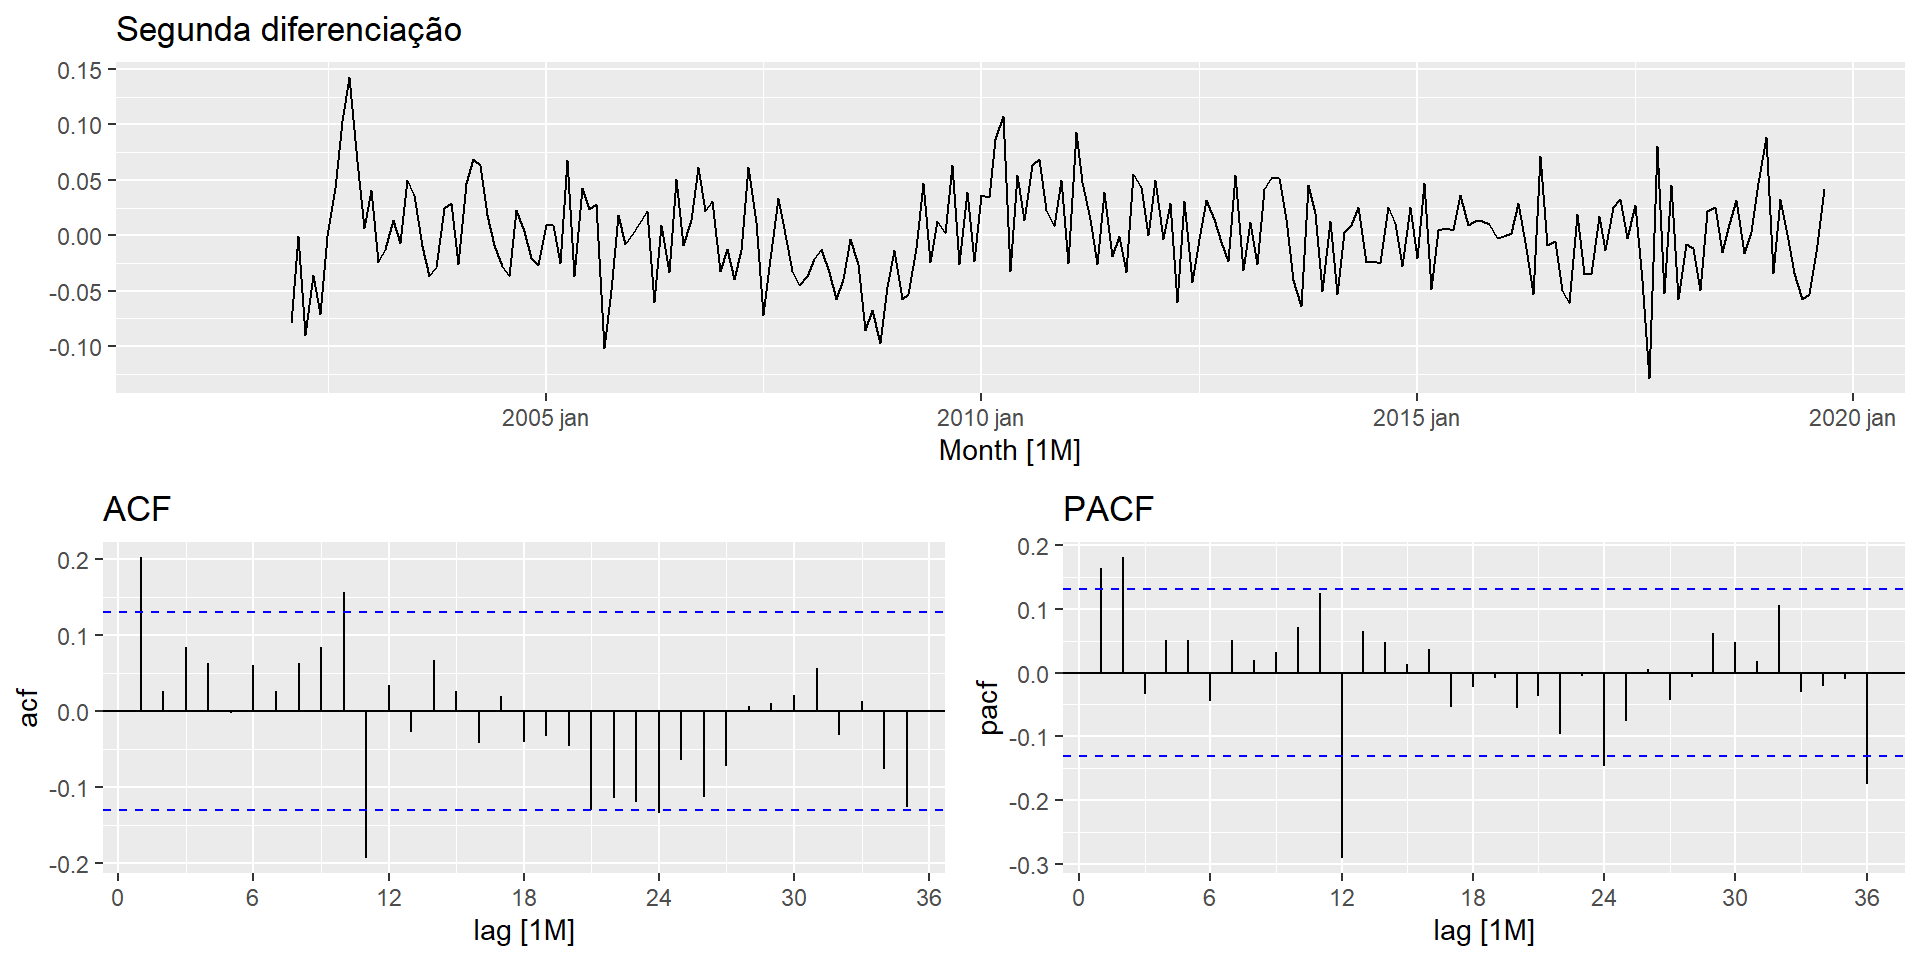 Segunda diferenciação
0.15
0.10
0.05
0.00
-0.05
-0.10
2005 jan 2010 jan 2015 jan 2020 jan
Month [1M]
ACF
0.2
0.1
0.0
-0.1
-0.2
acf
0 6 12 18 24 30 36
lag [1M]
PACF
0.2
0.1
0.0
-0.1
-0.2
-0.3
pacf
0 6 12 18 24 30 36
lag [1M]